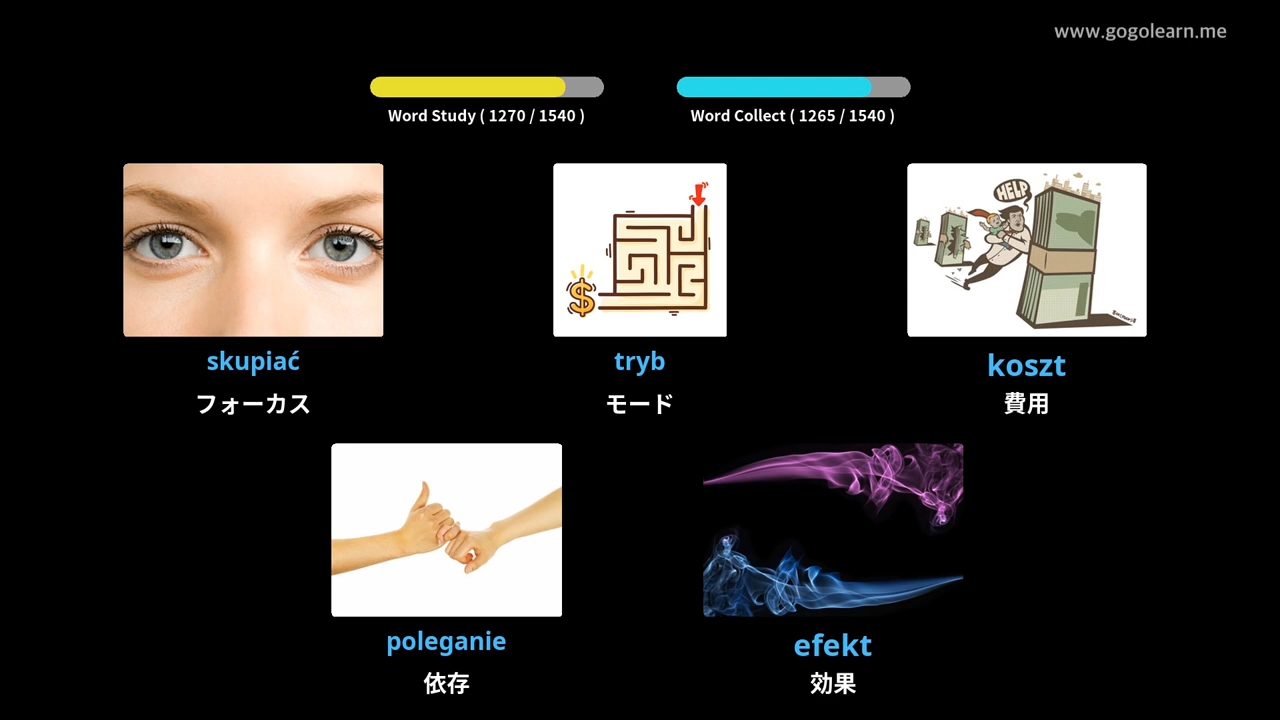 www.gogolearn.me
Word Study ( 1270 / 1540 )
Word Collect ( 1265 / 1540 )
HELP
$
skupiać
tryb
koszt
フォーカス
モード
費用
poleganie
efekt
依存
効果